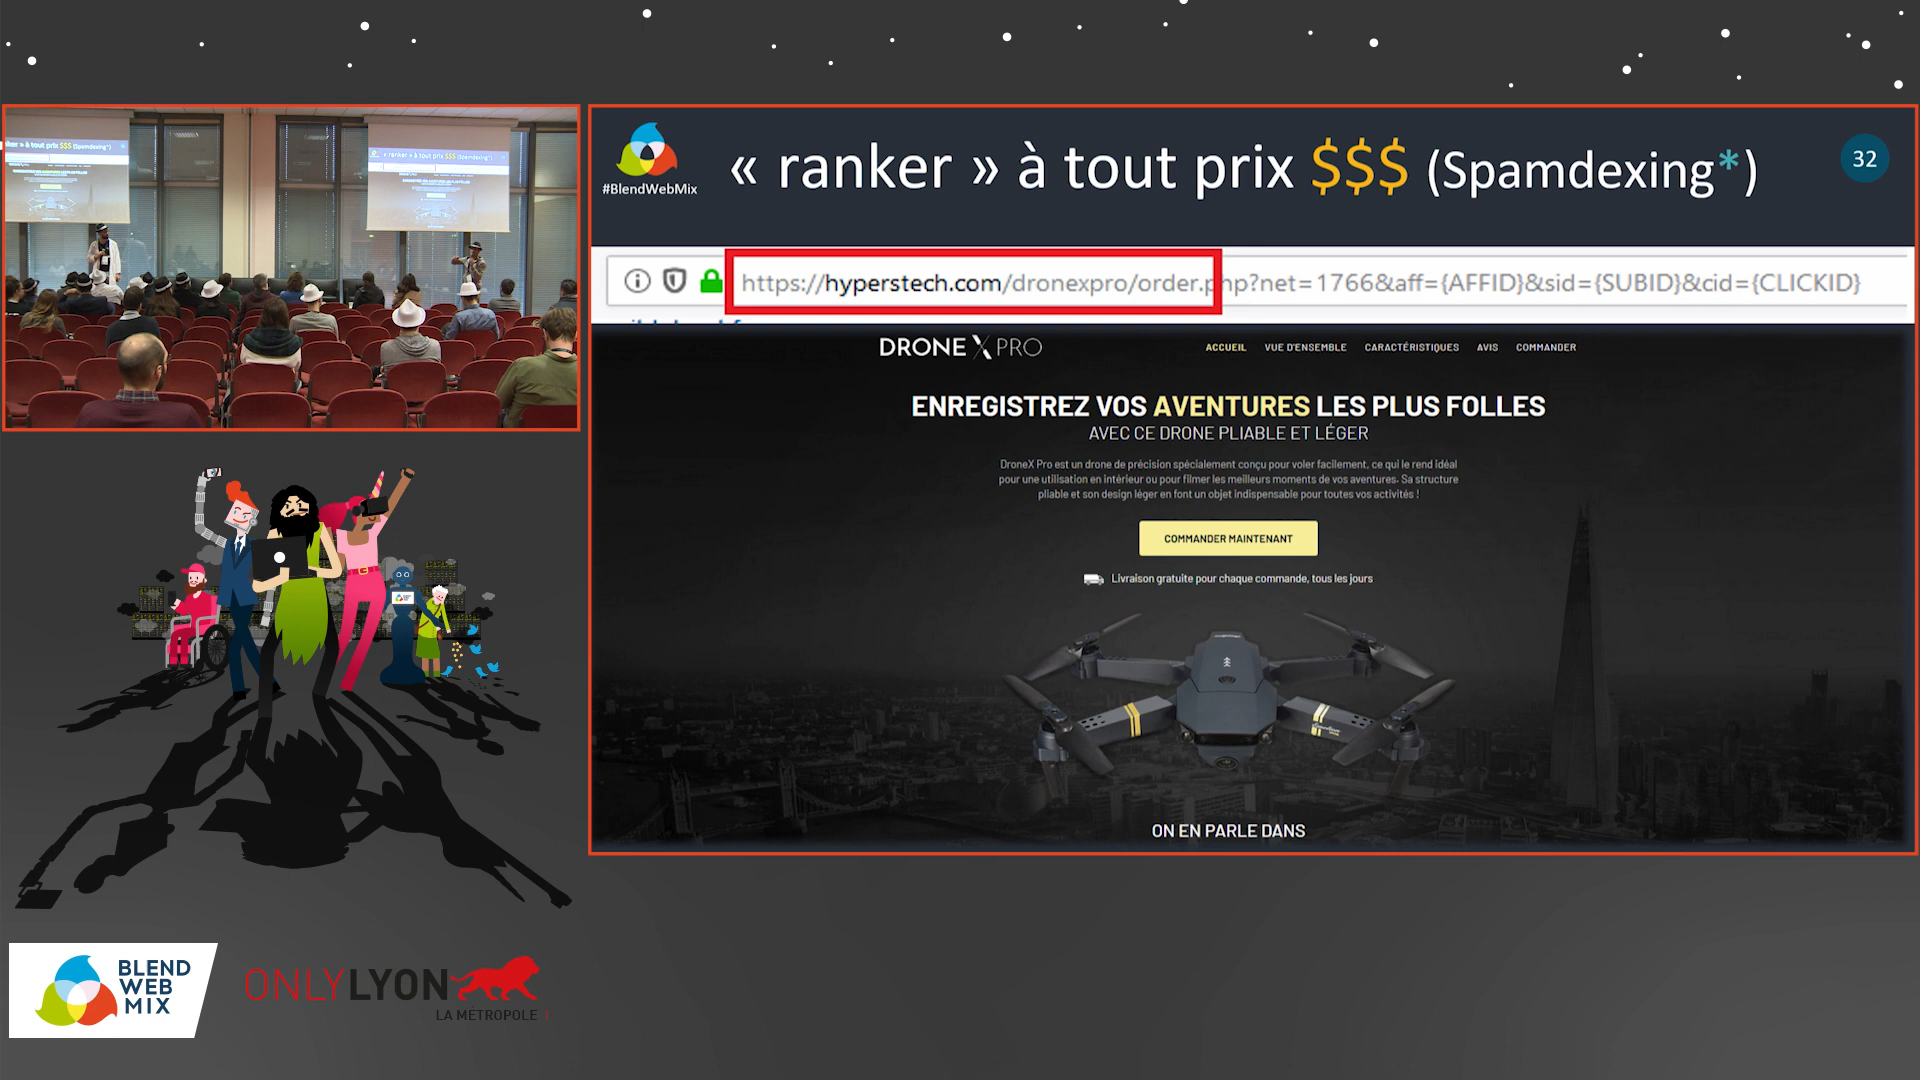 #BlendWebMix
« ranker » à tout prix $$$ (Spamdexing*)
32
https://hyperstech.com/dronexpro/order.php?net=1766&aff={AFFID}&sid={SUBID}&cid={CLICKID}
DRONE X PRO
ACCUEIL VUE D'ENSEMBLE CARACTÉRISTIQUES AVIS COMMANDER
ENREGISTREZ VOS AVENTURES LES PLUS FOLLES
AVEC CE DRONE PLIABLE ET LÉGER
DroneX Pro est un drone de précision spécialement conçu pour voler facilement, ce qui le rend idéal
pour une utilisation en intérieur ou pour filmer les meilleurs moments de vos aventures. Sa structure
pliable et son design léger en font un objet indispensable pour toutes vos activités !
COMMANDER MAINTENANT
Livraison gratuite pour chaque commande, tous les jours
ON EN PARLE DANS
« ranker » à tout prix $$$ (Spamdexing*)
BLEND
WEB
MIX
ONLYLYON
LA MÉTROPOLE